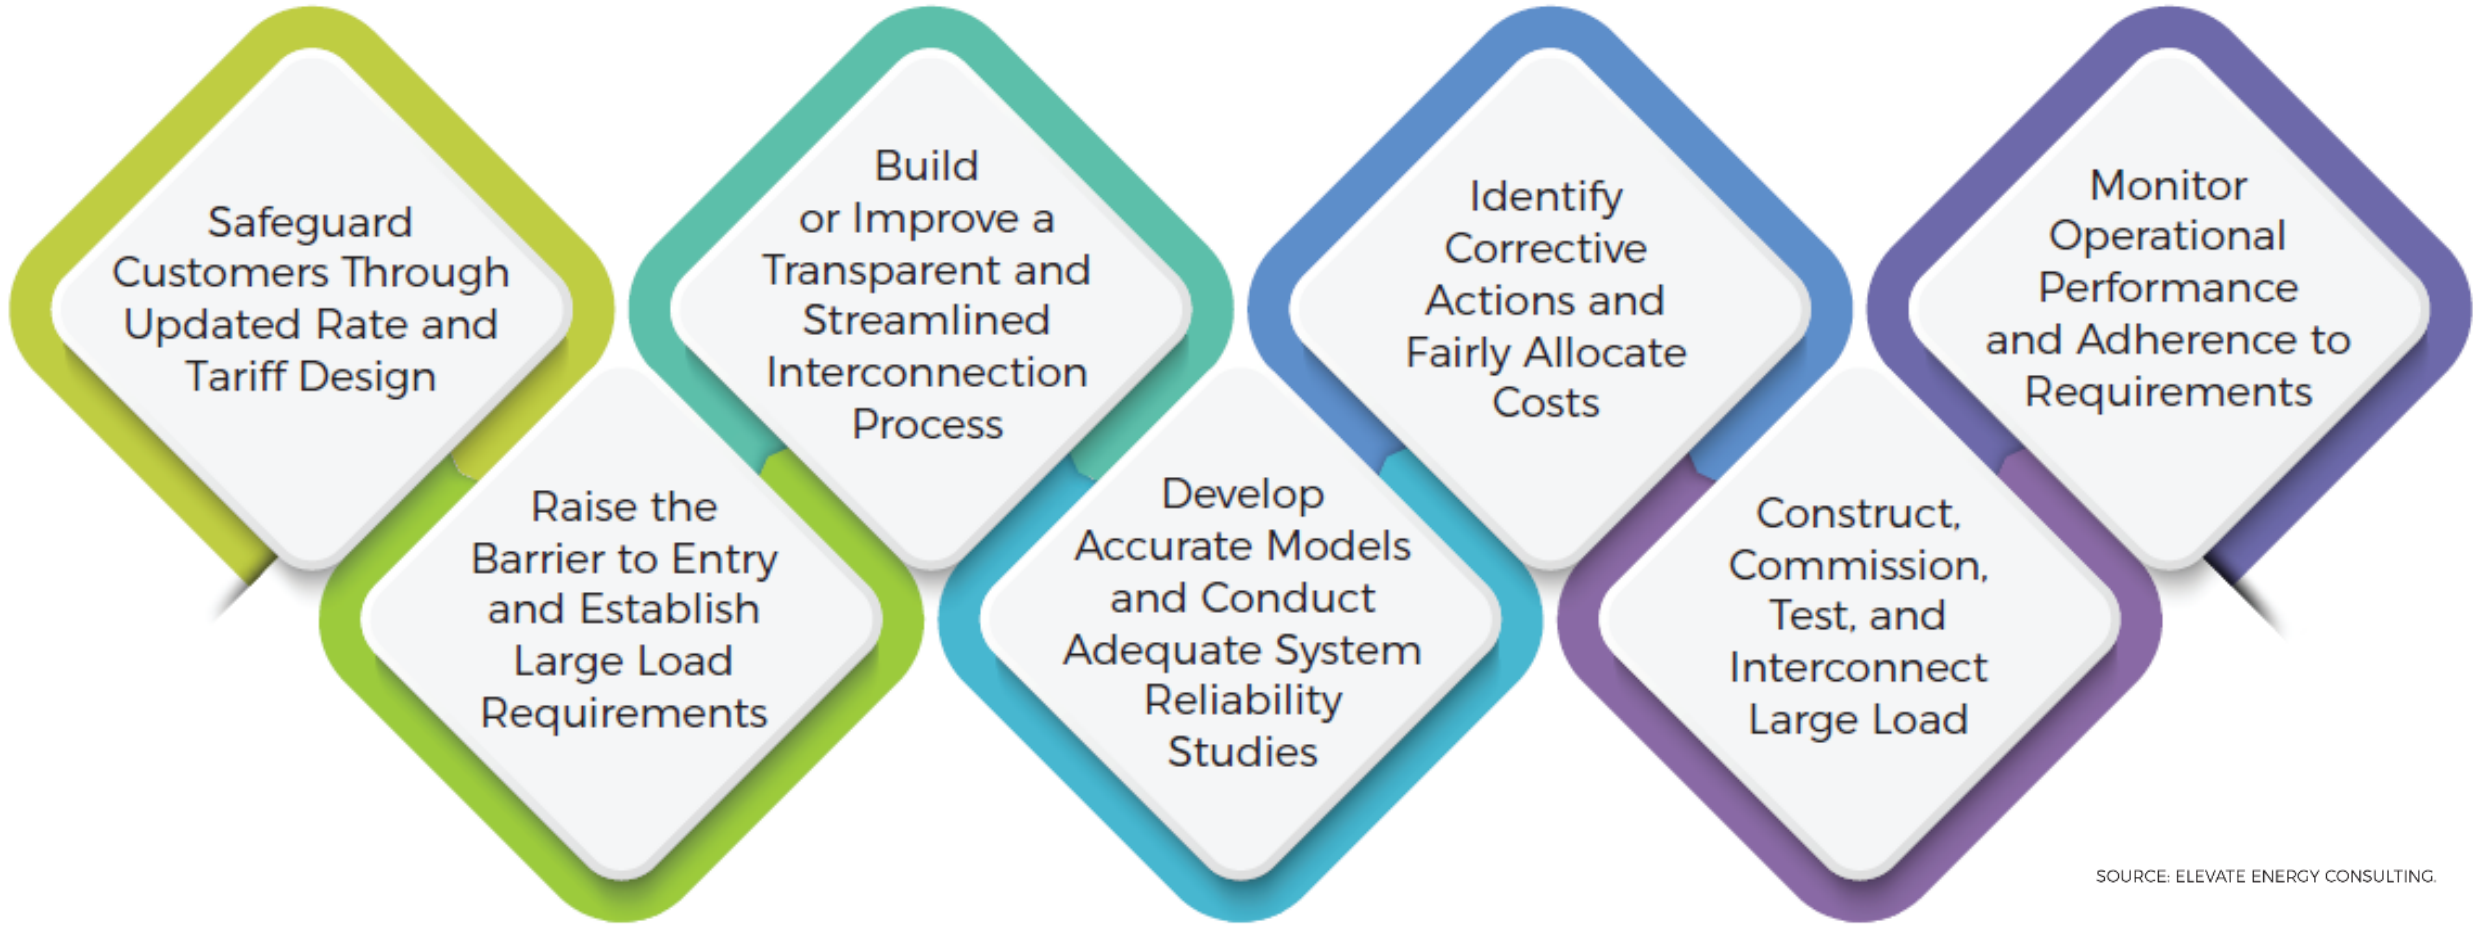 Safeguard
Customers Through
Updated Rate and
Tariff Design
Raise the
Barrier to Entry
and Establish
Large Load
Requirements
Build
or Improve a
Transparent and
Streamlined
Interconnection
Process
Develop
Accurate Models
and Conduct
Adequate System
Reliability
Studies
Identify
Corrective
Actions and
Fairly Allocate
Costs
Construct,
Commission,
Test, and
Interconnect
Large Load
Monitor
Operational
Performance
and Adherence to
Requirements
SOURCE: ELEVATE ENERGY CONSULTING.